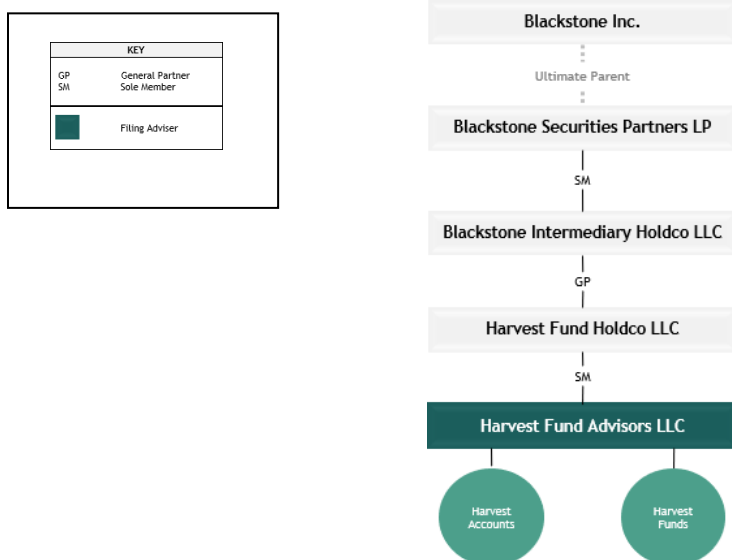 KEY
GP General Partner
SM Sole Member
Filing Adviser
Blackstone Inc.
Ultimate Parent
Blackstone Securities Partners LP
SM
Blackstone Intermediary Holdco LLC
GP
Harvest Fund Holdco LLC
SM
Harvest Fund Advisors LLC
Harvest
Accounts
Harvest
Funds